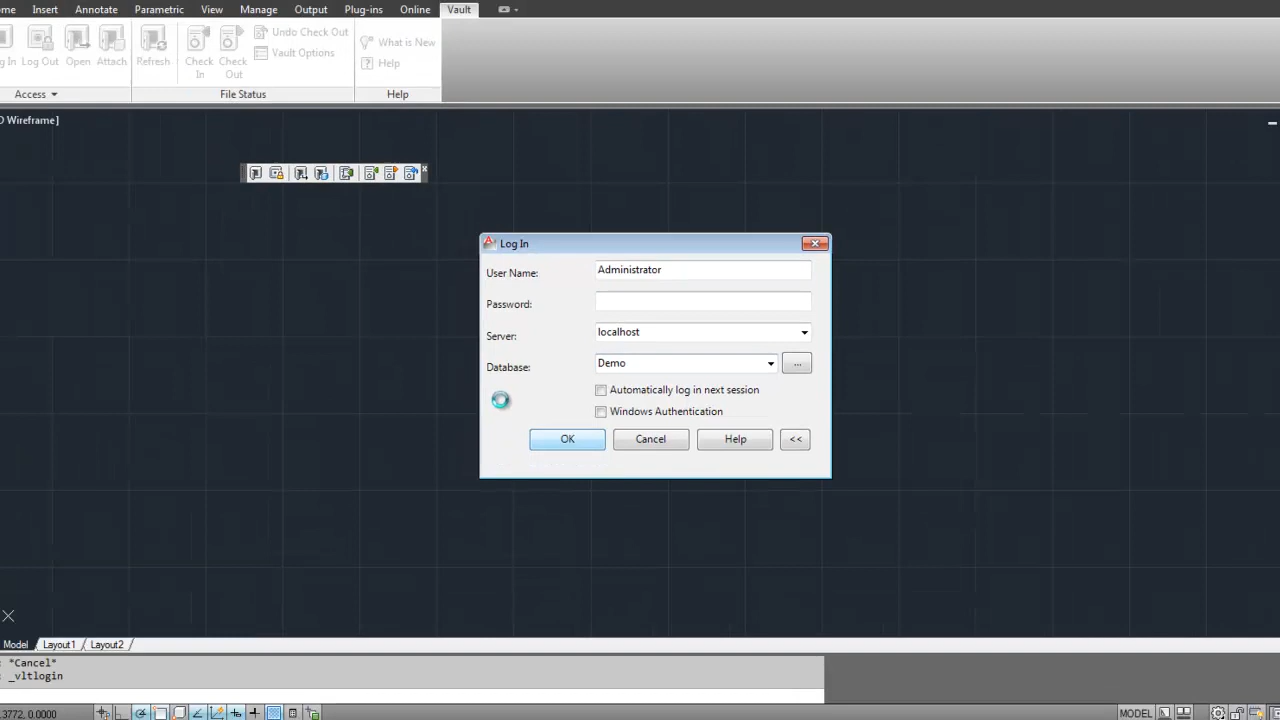 Insert Annotate Parametric View Manage Output Plug-ins Online Vault
Log Out Open Attach Refresh Check In Check Out Undo Check Out Vault Options What is New Help
Access File Status Help
Wireframe]
Log In
User Name: Administrator
Password:
Server: localhost
Database: Demo ...
Automatically log in next session
Windows Authentication
OK Cancel Help <<
Model Layout1 Layout2
*Cancel*
: _vltlogin
.3772, 0.0000 MODEL